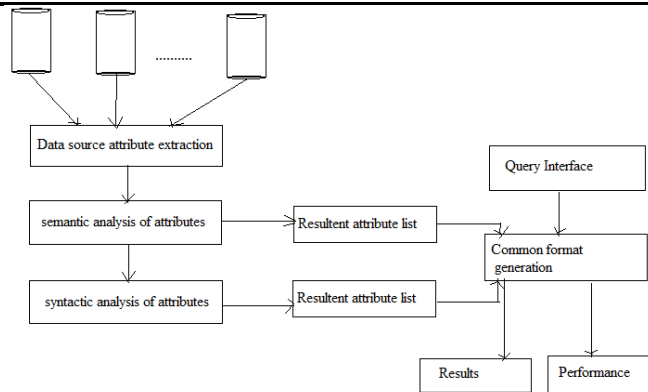 ..........
Data source attribute extraction
Query Interface
semantic analysis of attributes
Resultent attribute list
Common format
generation
syntactic analysis of attributes
Resultent attribute list
Results
Performance